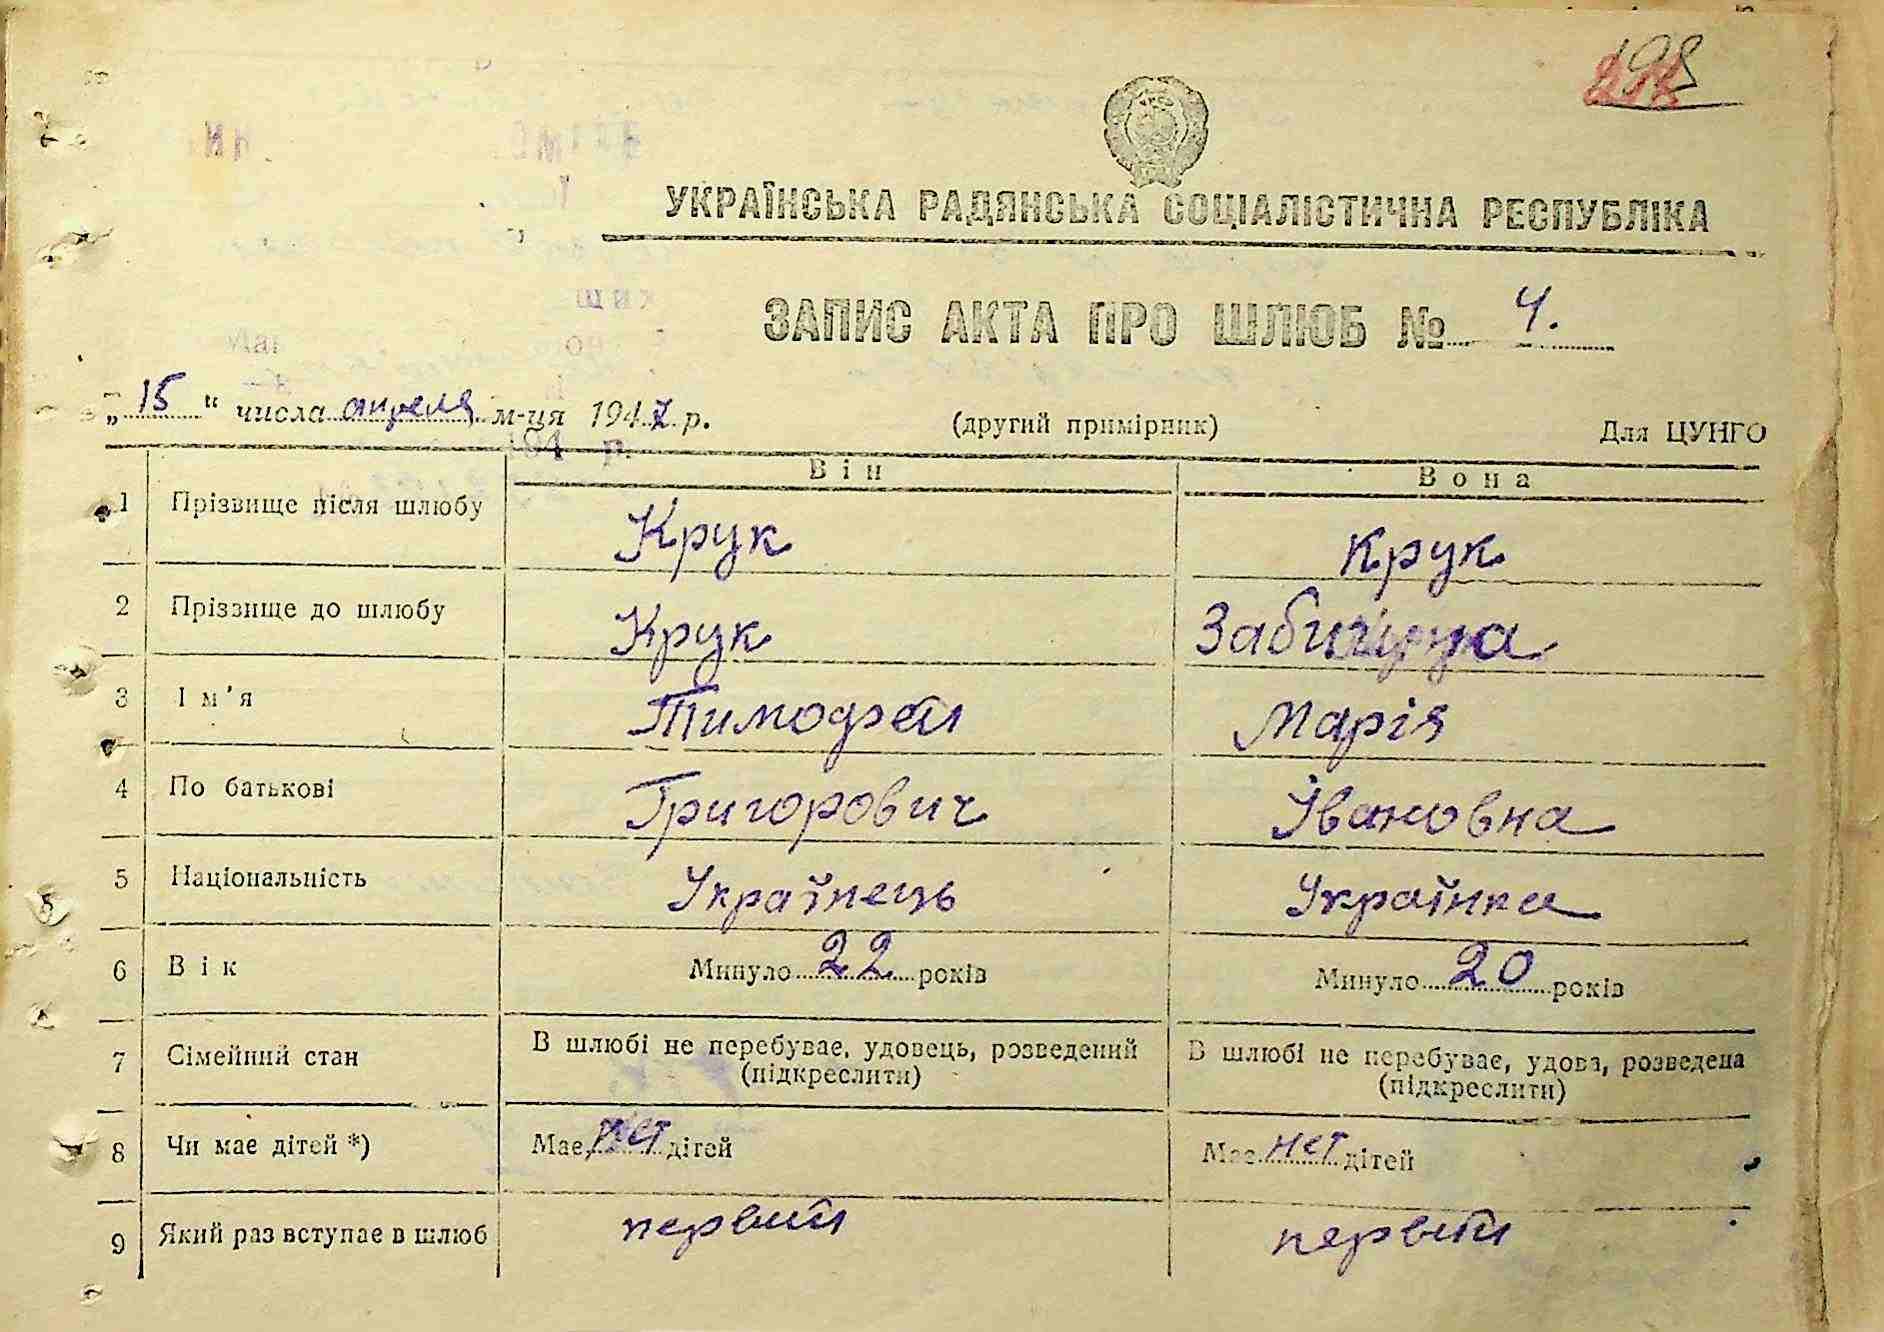 198
УКРАЇНСЬКА РАДЯНСЬКА СОЦІАЛІСТИЧНА РЕСПУБЛІКА
ЗАПИС АКТА ПРО ШЛЮБ № 4.
„15“ числа апреля м-ця 1947 р. (другий примірник) Для ЦУНГО
Він Вона
1 Прізвище після шлюбу Крук Крук
2 Прізвище до шлюбу Крук
3 Ім'я Тимофей Марія
4 По батькові Григорович Івановна
5 Національність Українець Українка
6 Вік Минуло 22 років Минуло 20 років
7 Сімейний стан В шлюбі не перебуває, удовець, розведений В шлюбі не перебуває, удова, розведена
(підкреслити) (підкреслити)
8 Чи має дітей *) Має нет дітей Має нет дітей
9 Який раз вступає в шлюб первий первий